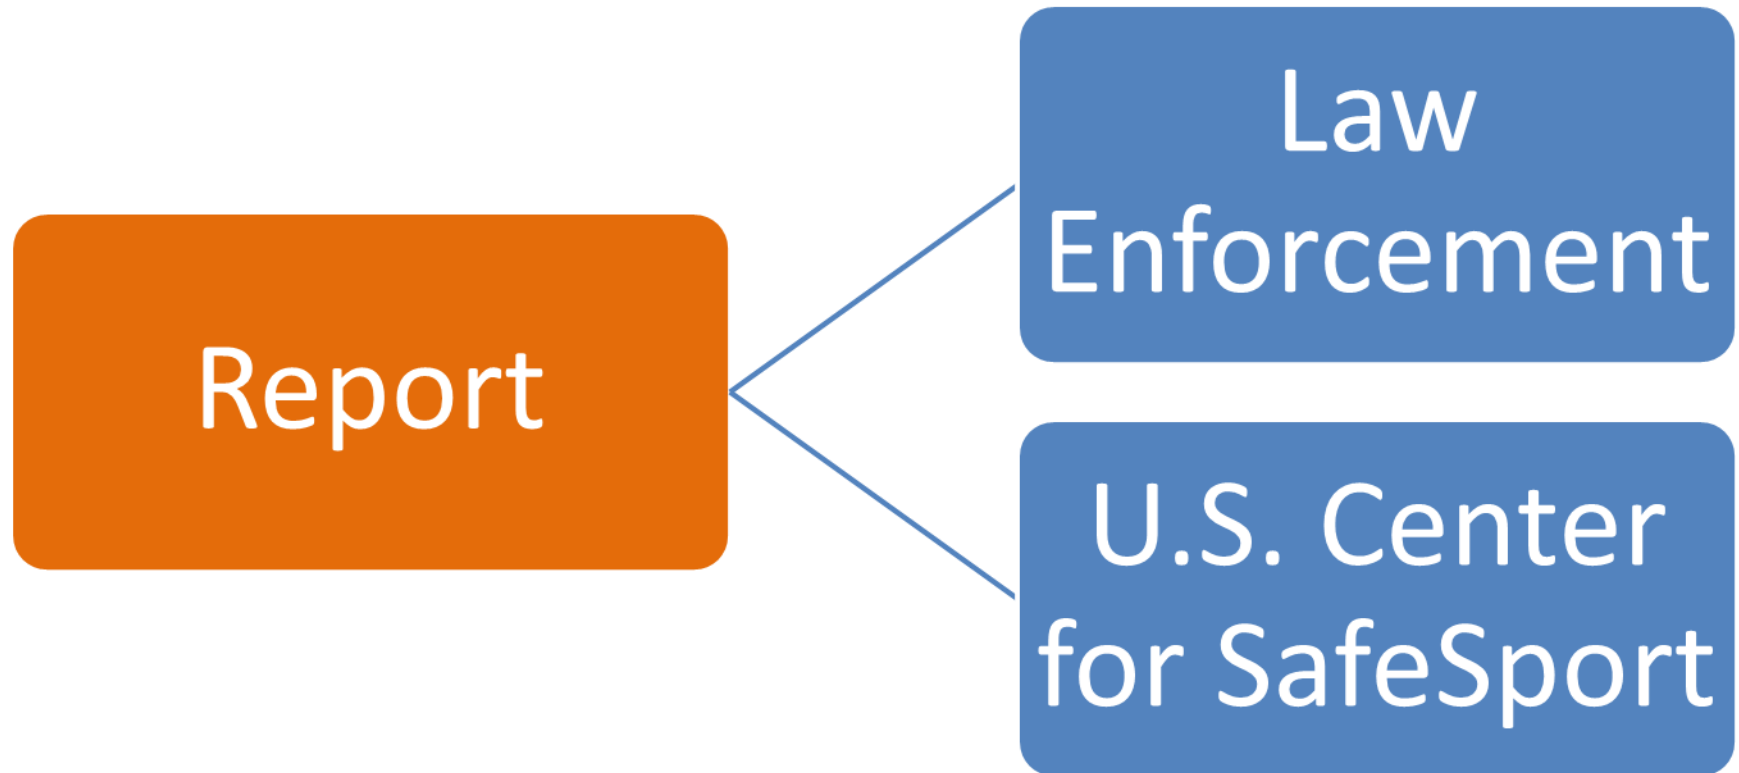 Report
Law
Enforcement
U.S. Center
for SafeSport